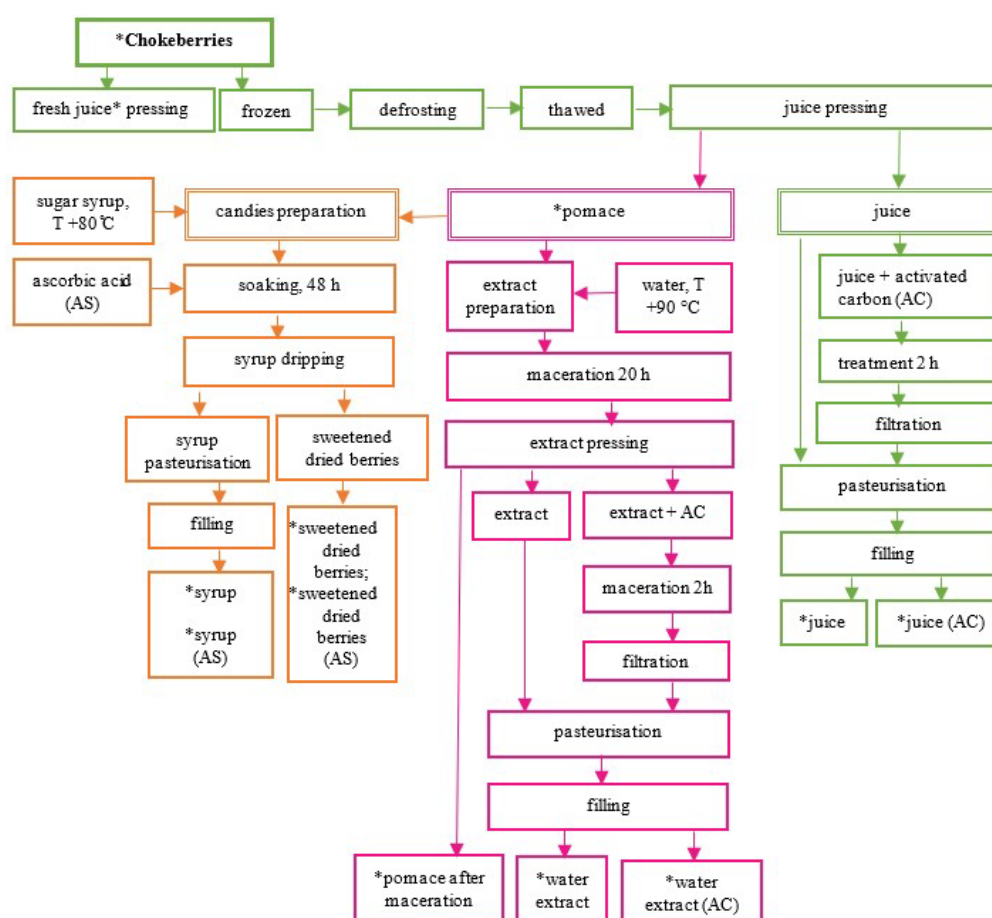 *Chokeberries
fresh juice* pressing
frozen
defrosting
thawed
juice pressing
sugar syrup,
T +80°C
candies preparation
*pomace
juice
ascorbic acid
(AS)
soaking, 48 h
extract
preparation
water, T
+90 °C
juice + activated
carbon (AC)
syrup dripping
maceration 20 h
treatment 2 h
syrup
pasteurisation
sweetened
dried berries
extract pressing
filtration
pasteurisation
filling
extract
extract + AC
filling
*sweetened
dried
berries;
*sweetened
dried
berries
(AS)
*syrup
*syrup
(AS)
maceration 2h
*juice
*juice (AC)
filtration
pasteurisation
filling
*pomace after
maceration
*water
extract
*water
extract (AC)